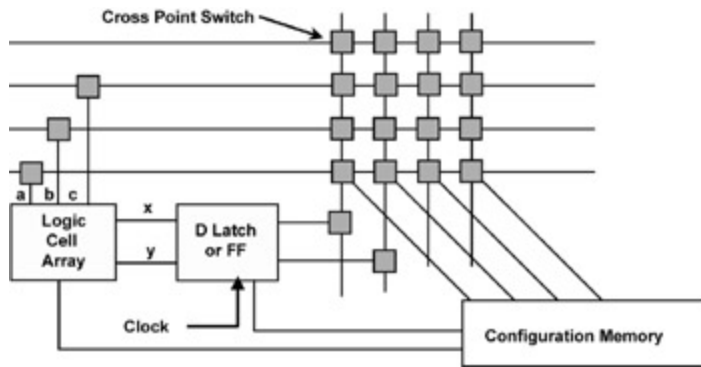 Cross Point Switch
a b c
x
Logic
Cell
Array
D Latch
or FF
y
Clock
Configuration Memory